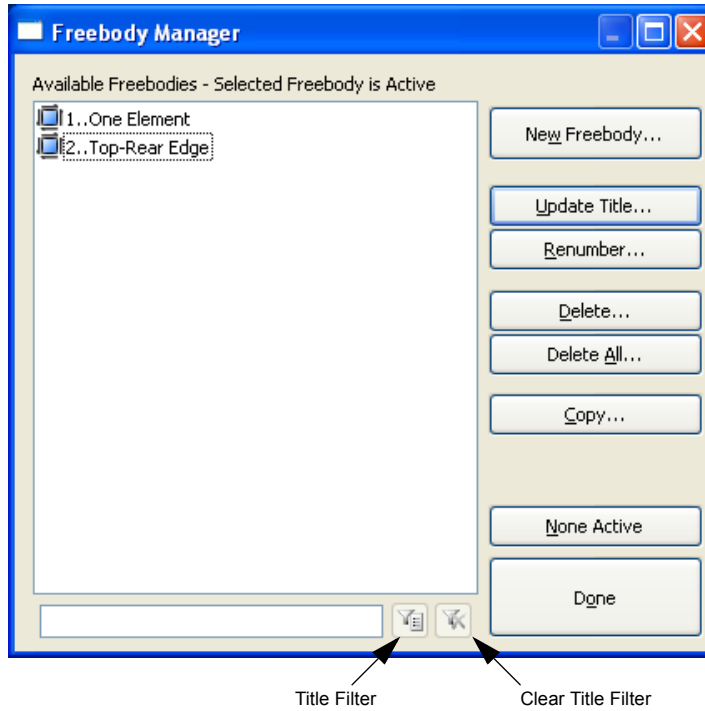 Freebody Manager
Available Freebodies - Selected Freebody is Active
1..One Element
2..Top-Rear Edge
New Freebody...
Update Title...
Renumber...
Delete...
Delete All...
Copy...
None Active
Done
Title Filter
Clear Title Filter